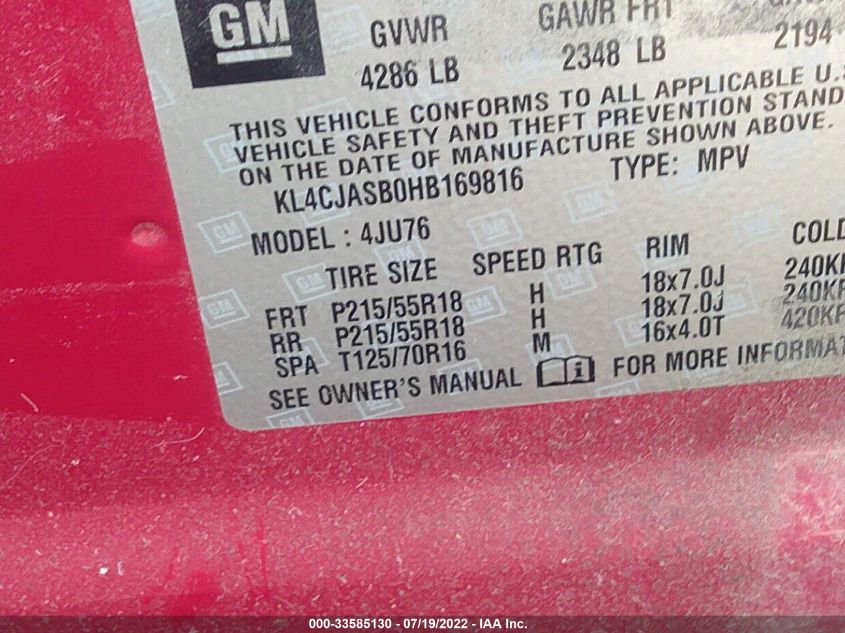 GM GVWR GAWR FRT
4286 LB 2348 LB 2194
THIS VEHICLE CONFORMS TO ALL APPLICABLE U.S
VEHICLE SAFETY AND THEFT PREVENTION STAND
ON THE DATE OF MANUFACTURE SHOWN ABOVE.
KL4CJASB0HB169816 TYPE: MPV
MODEL : 4JU76
TIRE SIZE SPEED RTG RIM COLD
FRT P215/55R18 H 18x7.0J 240KP
RR P215/55R18 H 18x7.0J 240KP
SPA T125/70R16 M 16x4.0T 420KP
SEE OWNER'S MANUAL i FOR MORE INFORMAT
000-33585130 - 07/19/2022 - IAA Inc.